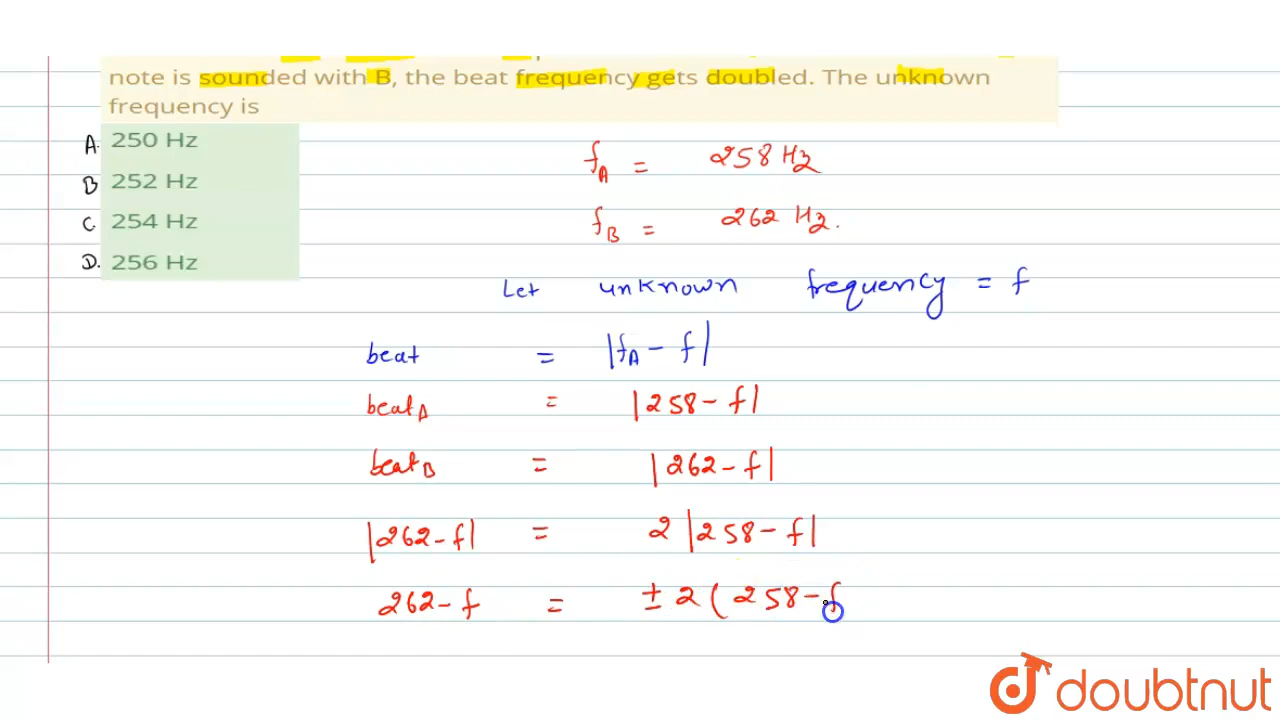 note is sounded with B, the beat frequency gets doubled. The unknown
frequency is
A. 250 Hz
B 252 Hz
C. 254 Hz
D. 256 Hz
f_A = 258 Hz
f_B = 262 Hz.
Let unknown frequency = f
beat = |f_A - f|
beat_A = |258 - f|
beat_B = |262 - f|
|262 - f| = 2 |258 - f|
262 - f = ± 2 ( 258 - f
doubtnut